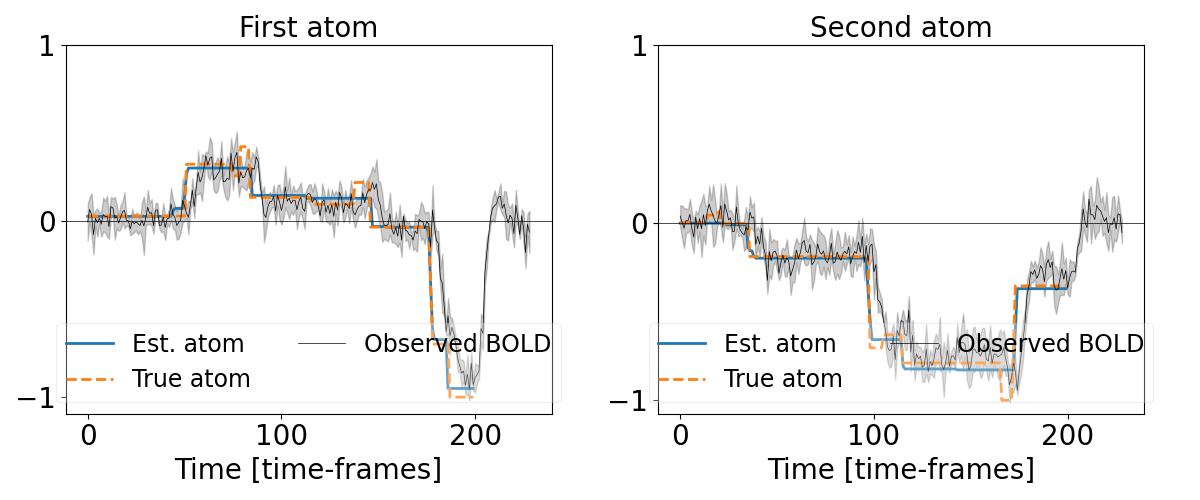 First atom
1
0
−1
Est. atom
Observed BOLD
True atom
0 100 200
Time [time-frames]
Second atom
1
0
−1
Est. atom
Observed BOLD
True atom
0 100 200
Time [time-frames]